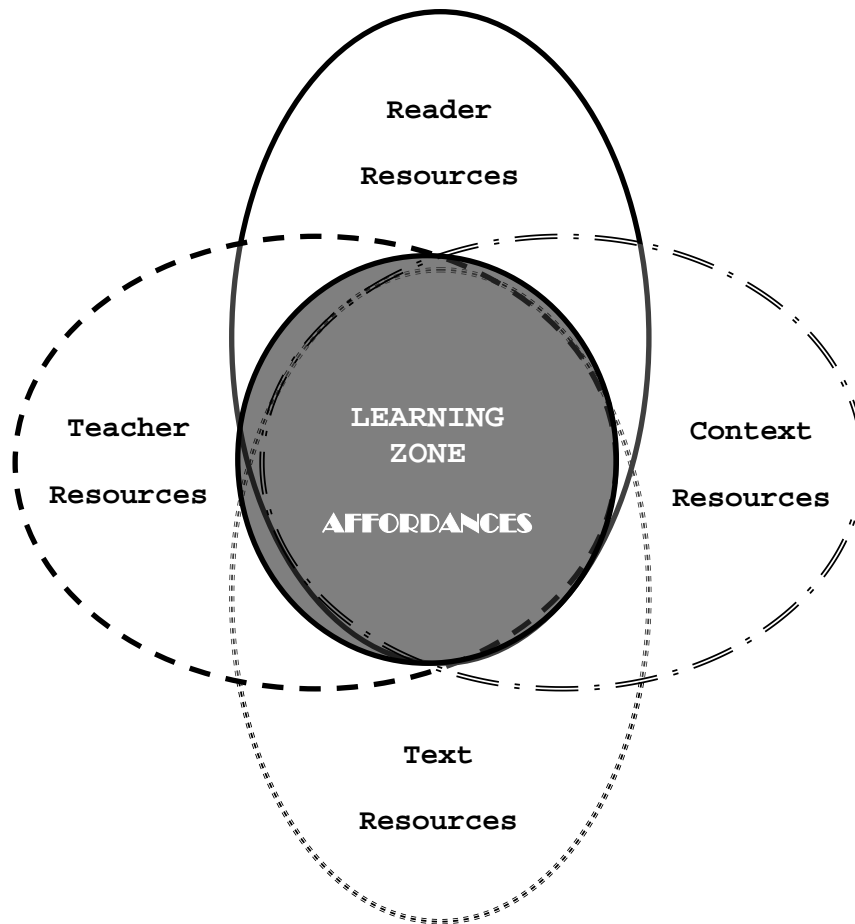 Reader
Resources
Teacher
Resources
LEARNING
ZONE
AFFORDANCES
Context
Resources
Text
Resources